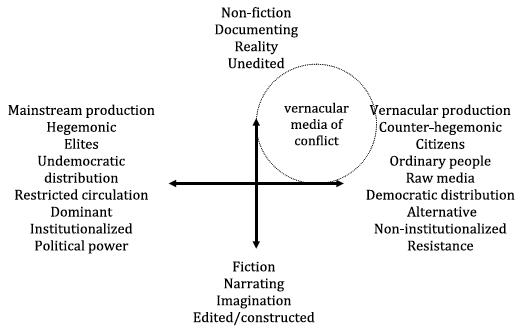 Non-fiction
Documenting
Reality
Unedited
Mainstream production
Hegemonic
Elites
Undemocratic
distribution
Restricted circulation
Dominant
Institutionalized
Political power
vernacular
media of
conflict
Vernacular production
Counter-hegemonic
Citizens
Ordinary people
Raw media
Democratic distribution
Alternative
Non-institutionalized
Resistance
Fiction
Narrating
Imagination
Edited/constructed